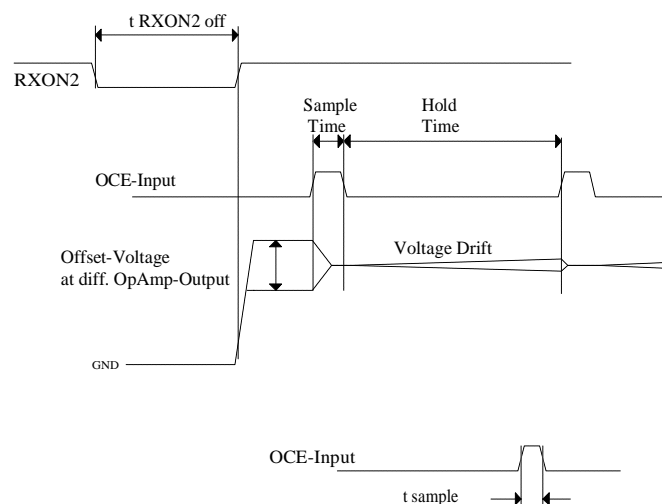 t RXON2 off
RXON2
Sample
Time
Hold
Time
OCE-Input
Voltage Drift
Offset-Voltage
at diff. OpAmp-Output
GND
OCE-Input
t sample